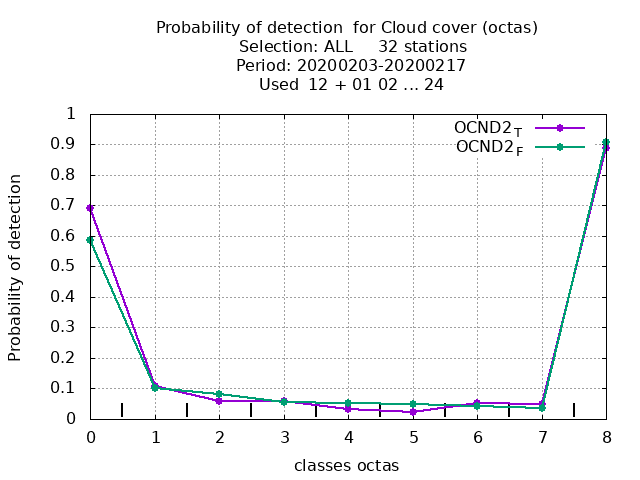 Probability of detection  for Cloud cover (octas)
Selection: ALL     32 stations
Period: 20200203-20200217
Used  12 + 01 02 ... 24
OCND2T
OCND2F
Probability of detection
1
0.9
0.8
0.7
0.6
0.5
0.4
0.3
0.2
0.1
0
0 1 2 3 4 5 6 7 8
classes octas